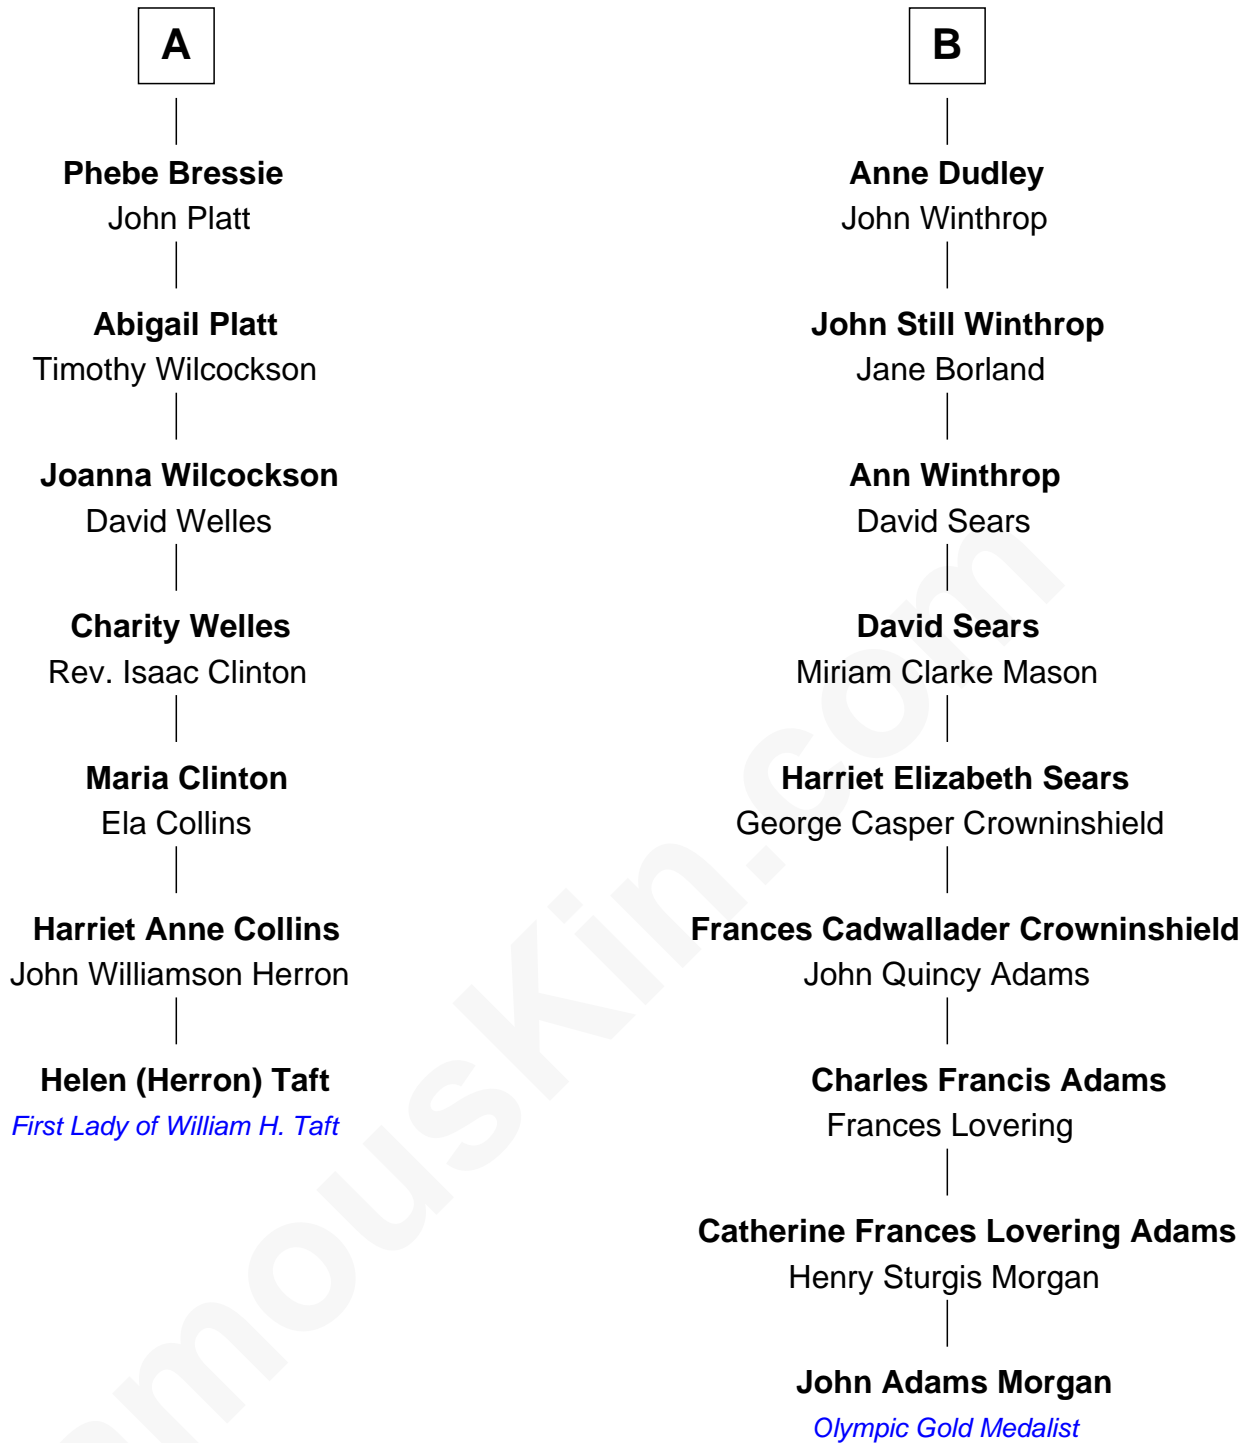 A
Phebe Bressie
John Platt
Abigail Platt
Timothy Wilcockson
Joanna Wilcockson
David Welles
Charity Welles
Rev. Isaac Clinton
Maria Clinton
Ela Collins
Harriet Anne Collins
John Williamson Herron
Helen (Herron) Taft
First Lady of William H. Taft
B
Anne Dudley
John Winthrop
John Still Winthrop
Jane Borland
Ann Winthrop
David Sears
David Sears
Miriam Clarke Mason
Harriet Elizabeth Sears
George Casper Crowninshield
Frances Cadwallader Crowninshield
John Quincy Adams
Charles Francis Adams
Frances Lovering
Catherine Frances Lovering Adams
Henry Sturgis Morgan
John Adams Morgan
Olympic Gold Medalist
amousKin.com